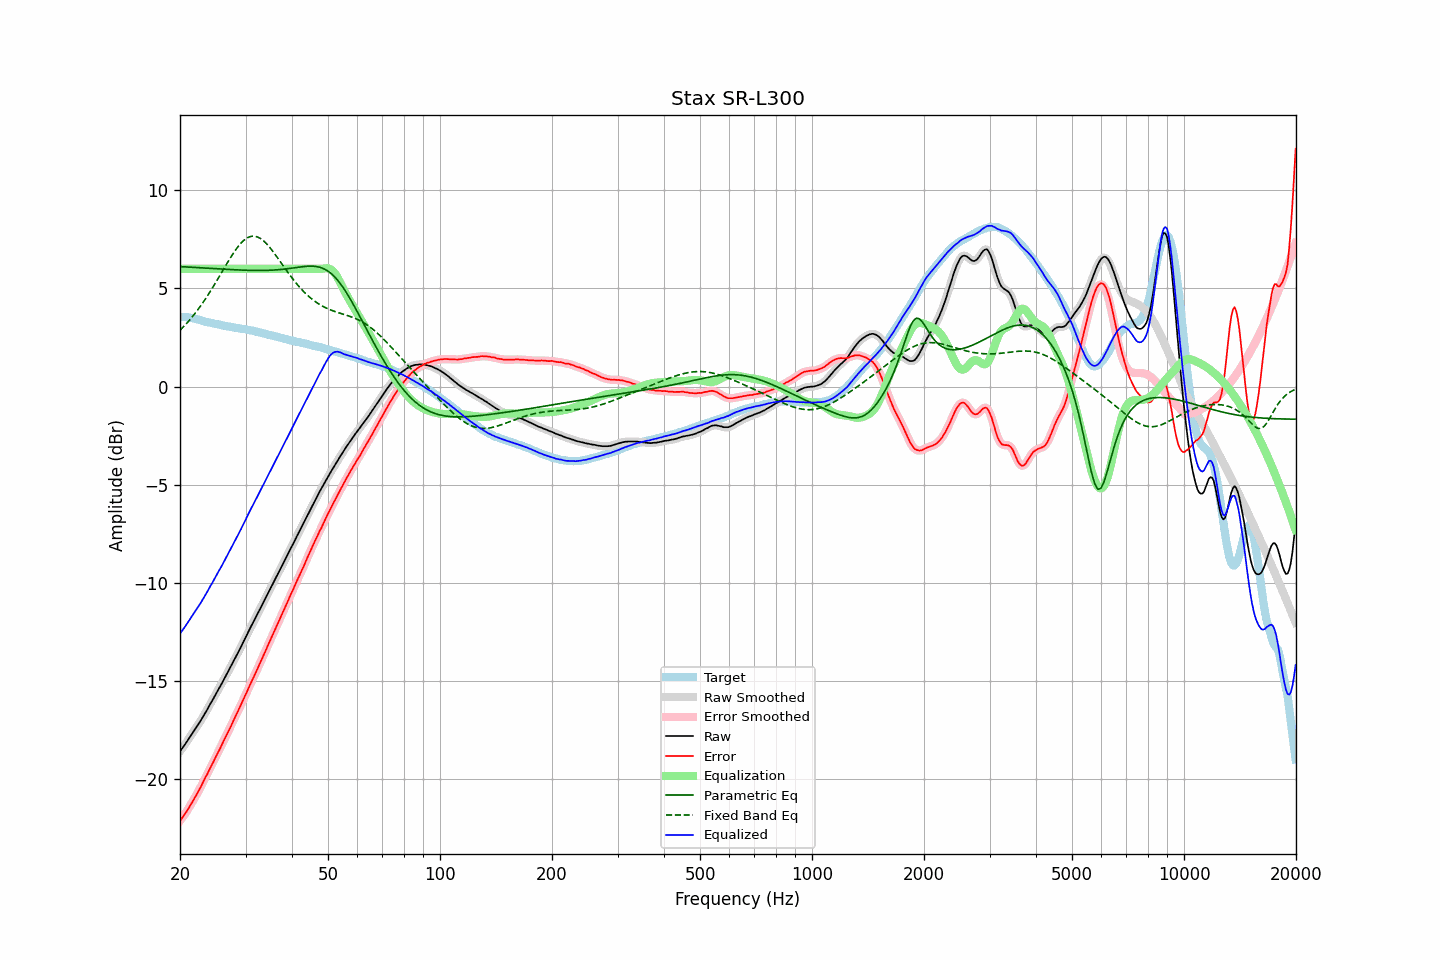 Stax SR-L300
Amplitude (dBr)
10
5
0
−5
−10
−15
−20
Target
Raw Smoothed
Error Smoothed
Raw
Error
Equalization
Parametric Eq
Fixed Band Eq
Equalized
20 50 100 200 500 1000 2000 5000 10000 20000
Frequency (Hz)